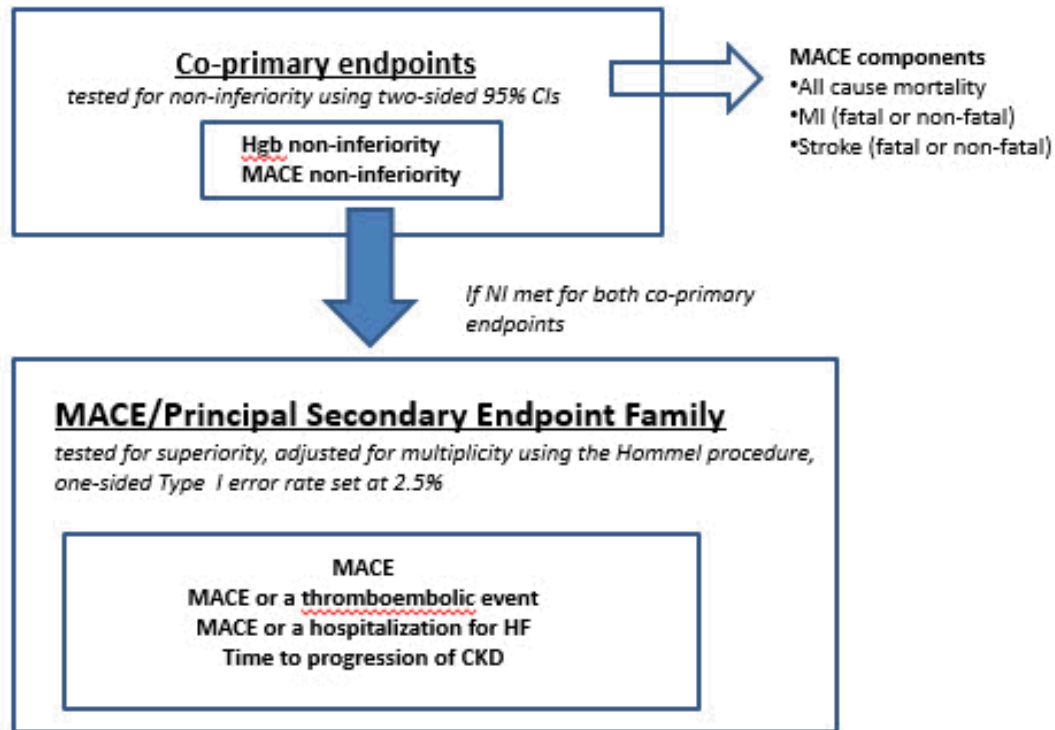 Co-primary endpoints
tested for non-inferiority using two-sided 95% CIs
Hgb non-inferiority
MACE non-inferiority
MACE components
•All cause mortality
•MI (fatal or non-fatal)
•Stroke (fatal or non-fatal)
If NI met for both co-primary
endpoints
MACE/Principal Secondary Endpoint Family
tested for superiority, adjusted for multiplicity using the Hommel procedure,
one-sided Type I error rate set at 2.5%
MACE
MACE or a thromboembolic event
MACE or a hospitalization for HF
Time to progression of CKD